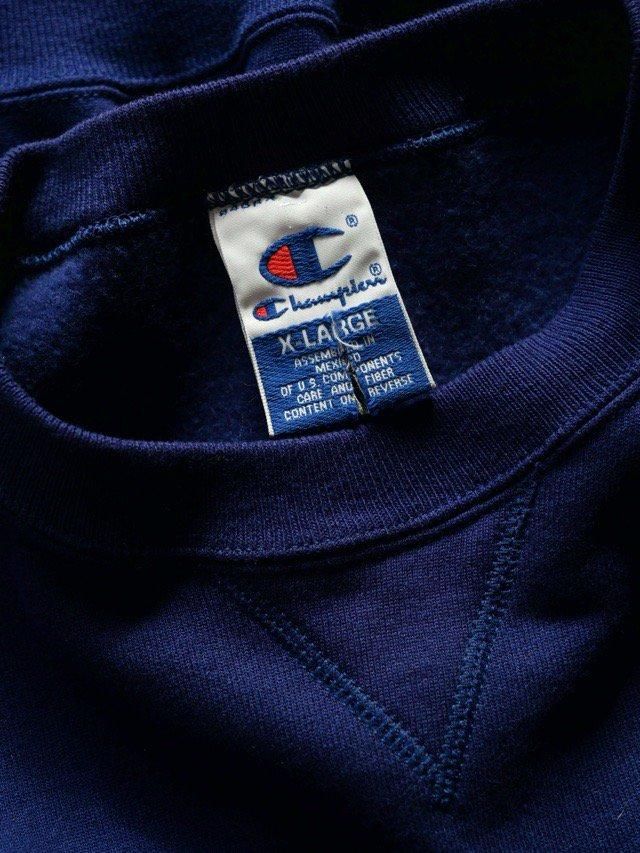 ®
Champion®
X-LARGE
ASSEMBLED IN
MEXICO
OF U.S. COMPONENTS
CARE AND FIBER
CONTENT ON REVERSE